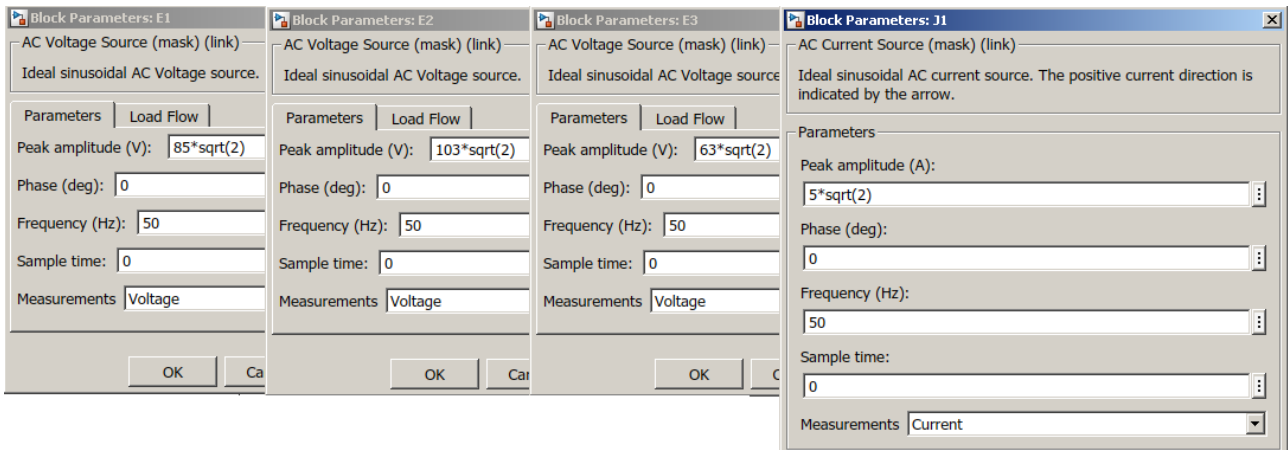 Block Parameters: E1
AC Voltage Source (mask) (link)
Ideal sinusoidal AC Voltage source.
Parameters Load Flow
Peak amplitude (V): 85*sqrt(2)
Phase (deg): 0
Frequency (Hz): 50
Sample time: 0
Measurements Voltage
OK Ca
Block Parameters: E2
AC Voltage Source (mask) (link)
Ideal sinusoidal AC Voltage source.
Parameters Load Flow
Peak amplitude (V): 103*sqrt(2)
Phase (deg): 0
Frequency (Hz): 50
Sample time: 0
Measurements Voltage
OK Car
Block Parameters: E3
AC Voltage Source (mask) (link)
Ideal sinusoidal AC Voltage source
Parameters Load Flow
Peak amplitude (V): 63*sqrt(2)
Phase (deg): 0
Frequency (Hz): 50
Sample time: 0
Measurements Voltage
OK
Block Parameters: J1
AC Current Source (mask) (link)
Ideal sinusoidal AC current source. The positive current direction is
indicated by the arrow.
Parameters
Peak amplitude (A):
5*sqrt(2)
Phase (deg):
0
Frequency (Hz):
50
Sample time:
0
Measurements Current